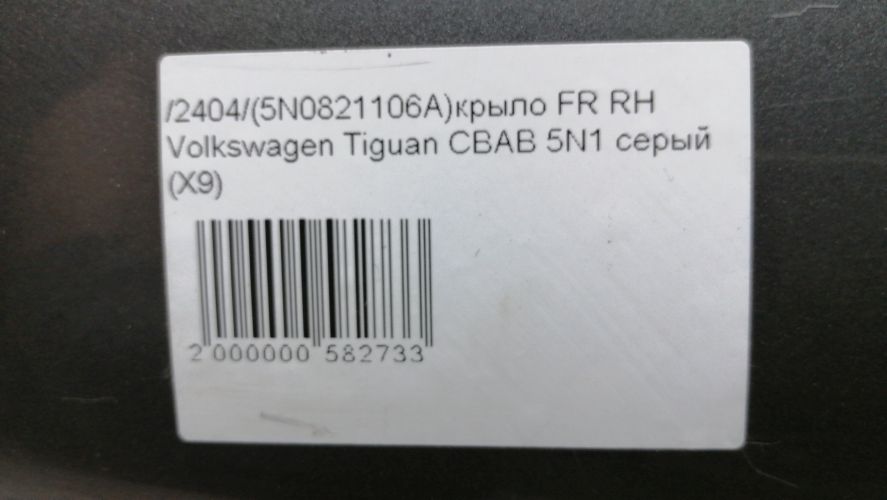 /2404/(5N0821106A)крыло FR RH
Volkswagen Tiguan CBAB 5N1 серый
(X9)
2 000000 582733